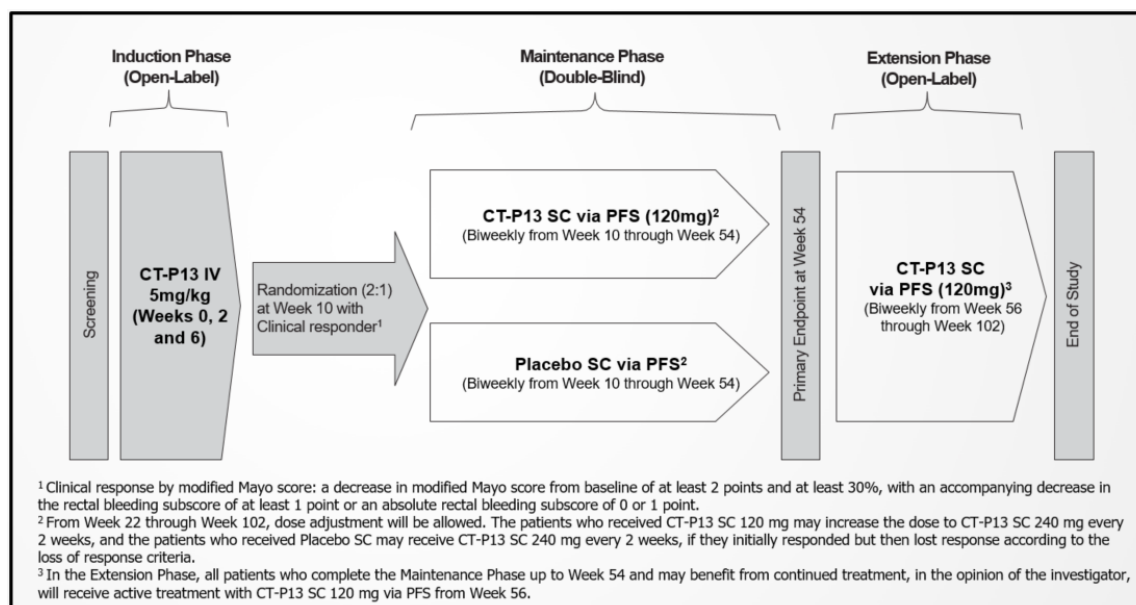 Induction Phase
(Open-Label)
Maintenance Phase
(Double-Blind)
Extension Phase
(Open-Label)
Screening
CT-P13 IV
5mg/kg
(Weeks 0, 2
and 6)
Randomization (2:1)
at Week 10 with
Clinical responder¹
CT-P13 SC via PFS (120mg)²
(Biweekly from Week 10 through Week 54)
Placebo SC via PFS²
(Biweekly from Week 10 through Week 54)
Primary Endpoint at Week 54
CT-P13 SC
via PFS (120mg)³
(Biweekly from Week 56
through Week 102)
End of Study
¹ Clinical response by modified Mayo score: a decrease in modified Mayo score from baseline of at least 2 points and at least 30%, with an accompanying decrease in
the rectal bleeding subscore of at least 1 point or an absolute rectal bleeding subscore of 0 or 1 point.
² From Week 22 through Week 102, dose adjustment will be allowed. The patients who received CT-P13 SC 120 mg may increase the dose to CT-P13 SC 240 mg every
2 weeks, and the patients who received Placebo SC may receive CT-P13 SC 240 mg every 2 weeks, if they initially responded but then lost response according to the
loss of response criteria.
³ In the Extension Phase, all patients who complete the Maintenance Phase up to Week 54 and may benefit from continued treatment, in the opinion of the investigator,
will receive active treatment with CT-P13 SC 120 mg via PFS from Week 56.